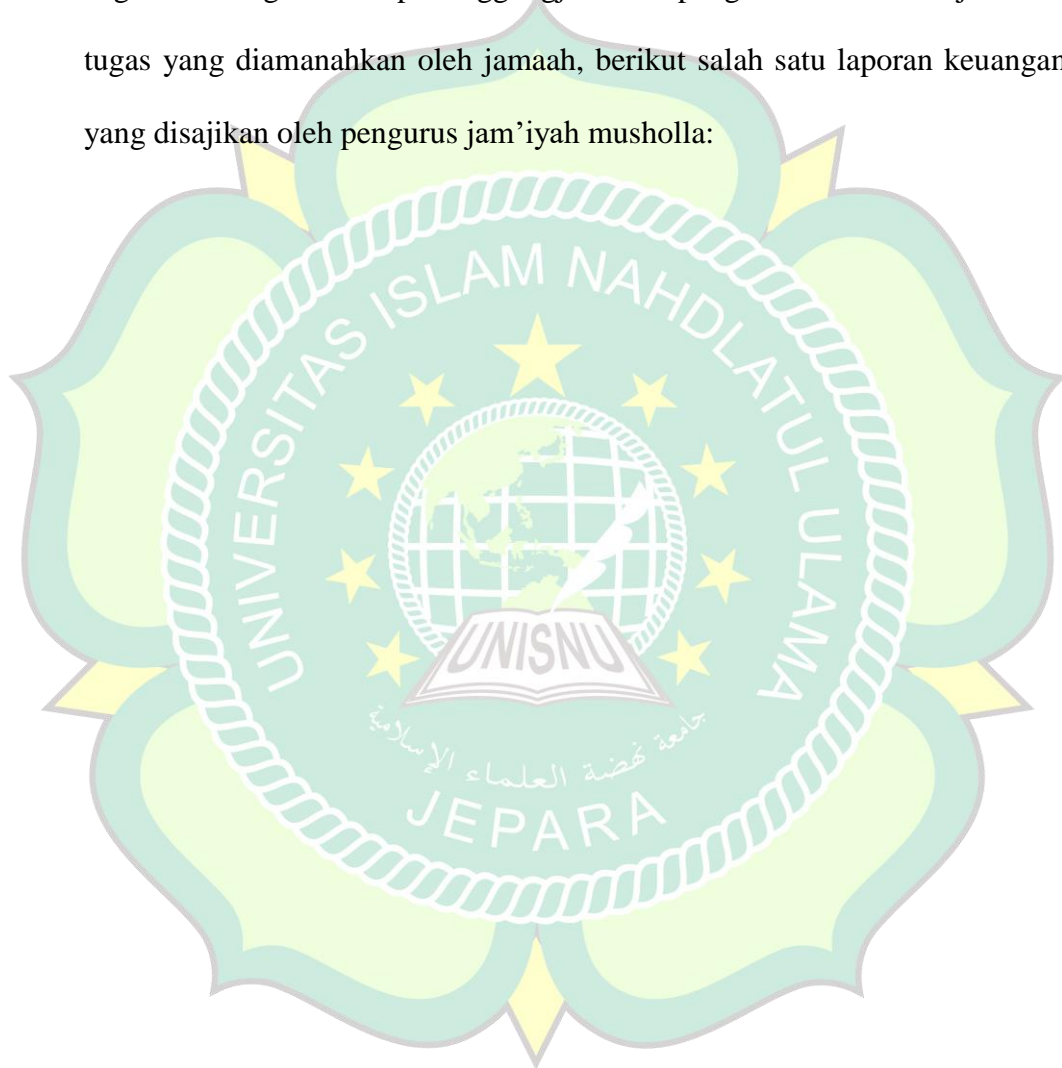 tugas yang diamanahkan oleh jamaah, berikut salah satu laporan keuangan
yang disajikan oleh pengurus jam’iyah musholla:
UNIVERSITAS ISLAM NAHDLATUL ULAMA
UNISNU
جامعة نهضة العلماء الإسلامية
JEPARA